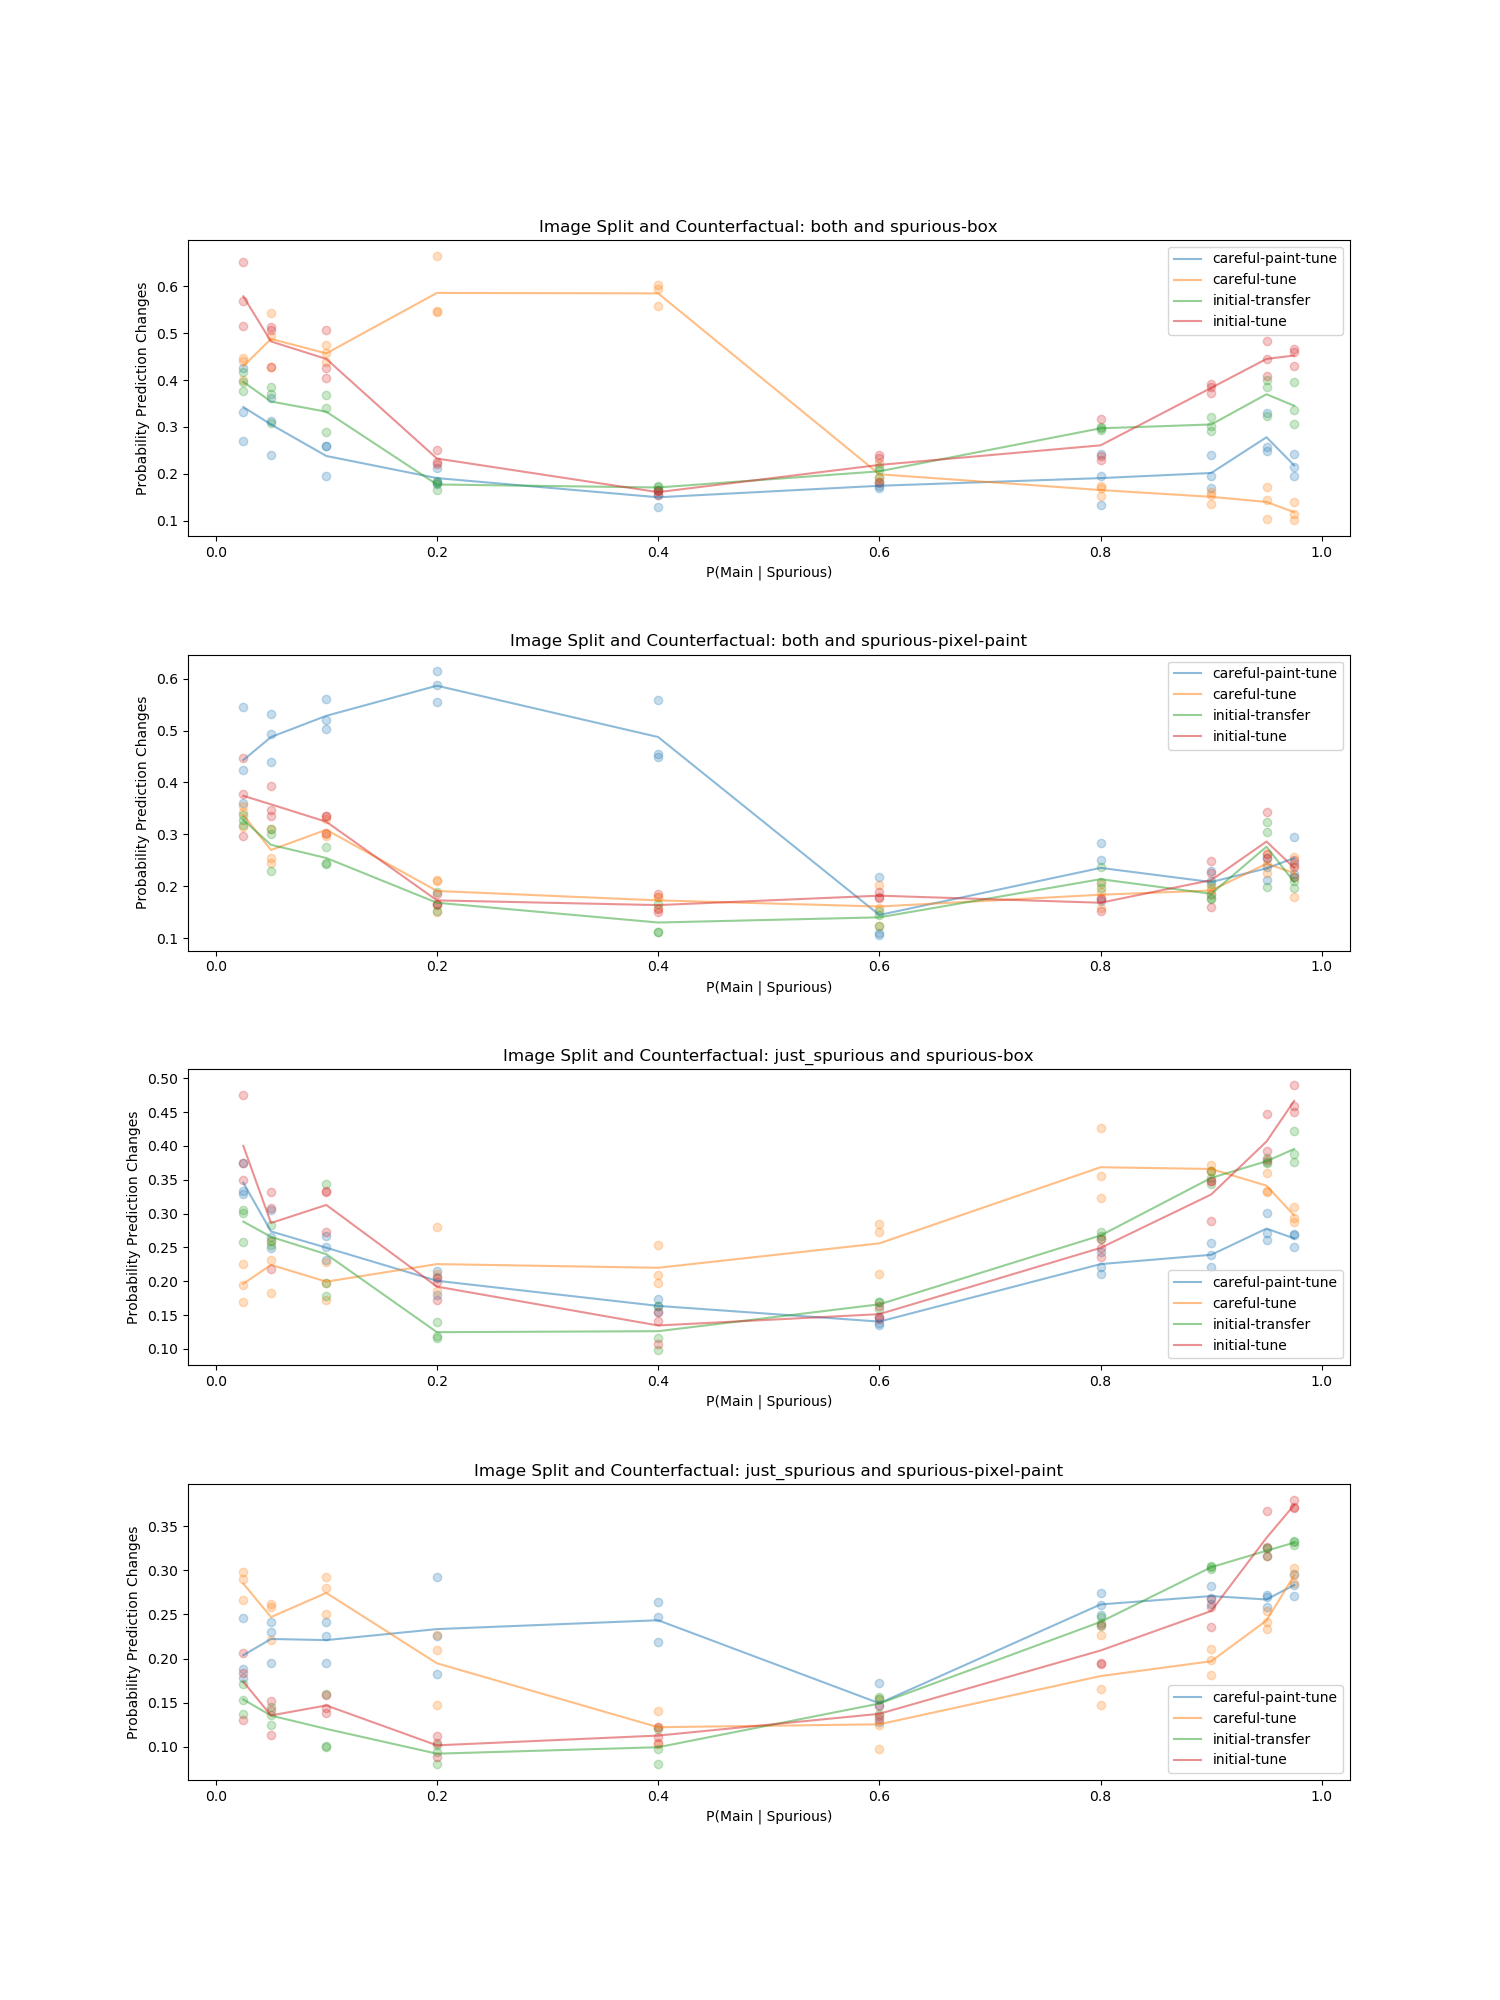 Image Split and Counterfactual: both and spurious-box
Probability Prediction Changes
0.6
0.5
0.4
0.3
0.2
0.1
careful-paint-tune
careful-tune
initial-transfer
initial-tune
0.0 0.2 0.4 0.6 0.8 1.0
P(Main | Spurious)
Image Split and Counterfactual: both and spurious-pixel-paint
Probability Prediction Changes
0.6
0.5
0.4
0.3
0.2
0.1
careful-paint-tune
careful-tune
initial-transfer
initial-tune
0.0 0.2 0.4 0.6 0.8 1.0
P(Main | Spurious)
Image Split and Counterfactual: just_spurious and spurious-box
Probability Prediction Changes
0.50
0.45
0.40
0.35
0.30
0.25
0.20
0.15
0.10
careful-paint-tune
careful-tune
initial-transfer
initial-tune
0.0 0.2 0.4 0.6 0.8 1.0
P(Main | Spurious)
Image Split and Counterfactual: just_spurious and spurious-pixel-paint
Probability Prediction Changes
0.35
0.30
0.25
0.20
0.15
0.10
careful-paint-tune
careful-tune
initial-transfer
initial-tune
0.0 0.2 0.4 0.6 0.8 1.0
P(Main | Spurious)